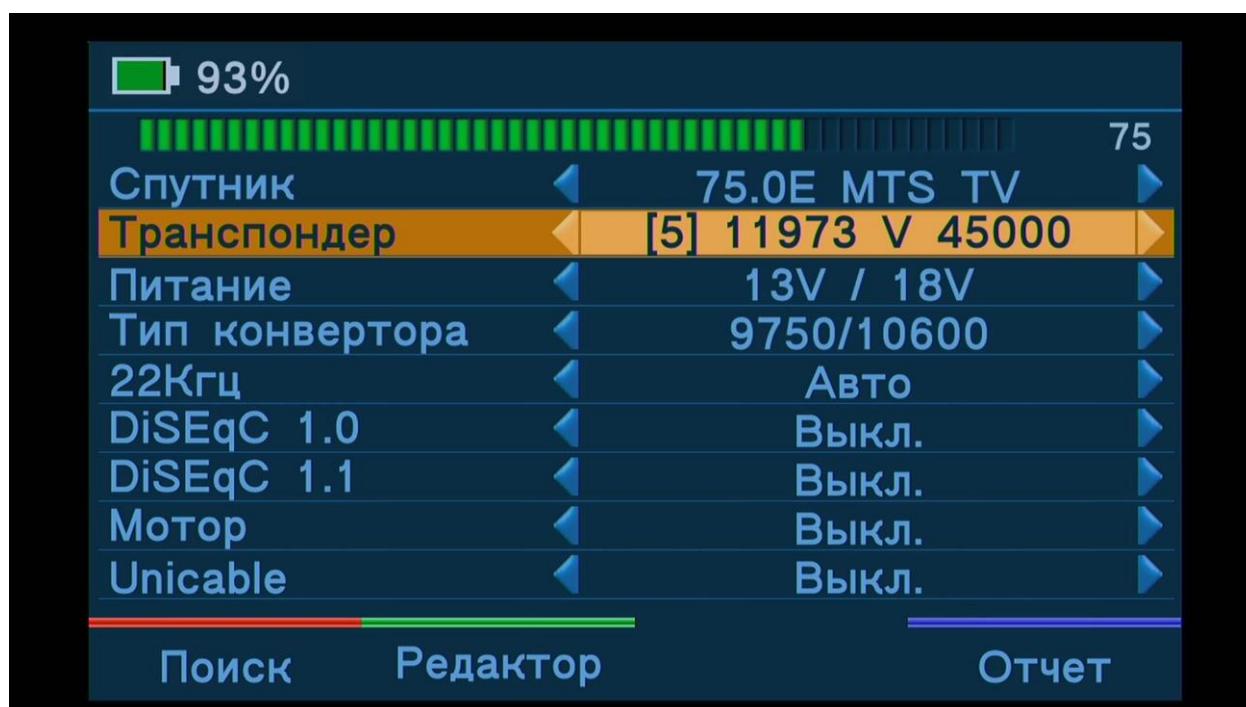 93%
75
Спутник 75.0E MTS TV
Транспондер [5] 11973 V 45000
Питание 13V / 18V
Тип конвертора 9750/10600
22Кгц Авто
DiSEqC 1.0 Выкл.
DiSEqC 1.1 Выкл.
Мотор Выкл.
Unicable Выкл.
Поиск Редактор Отчет